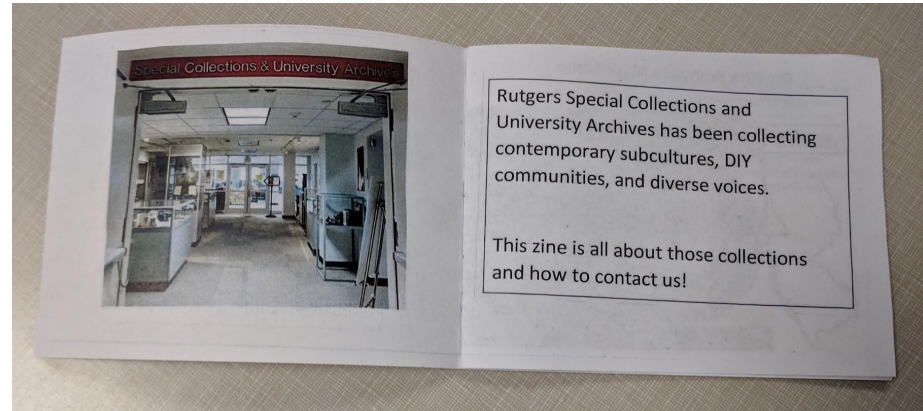 Special Collections & University Archives
Rutgers Special Collections and
University Archives has been collecting
contemporary subcultures, DIY
communities, and diverse voices.
This zine is all about those collections
and how to contact us!